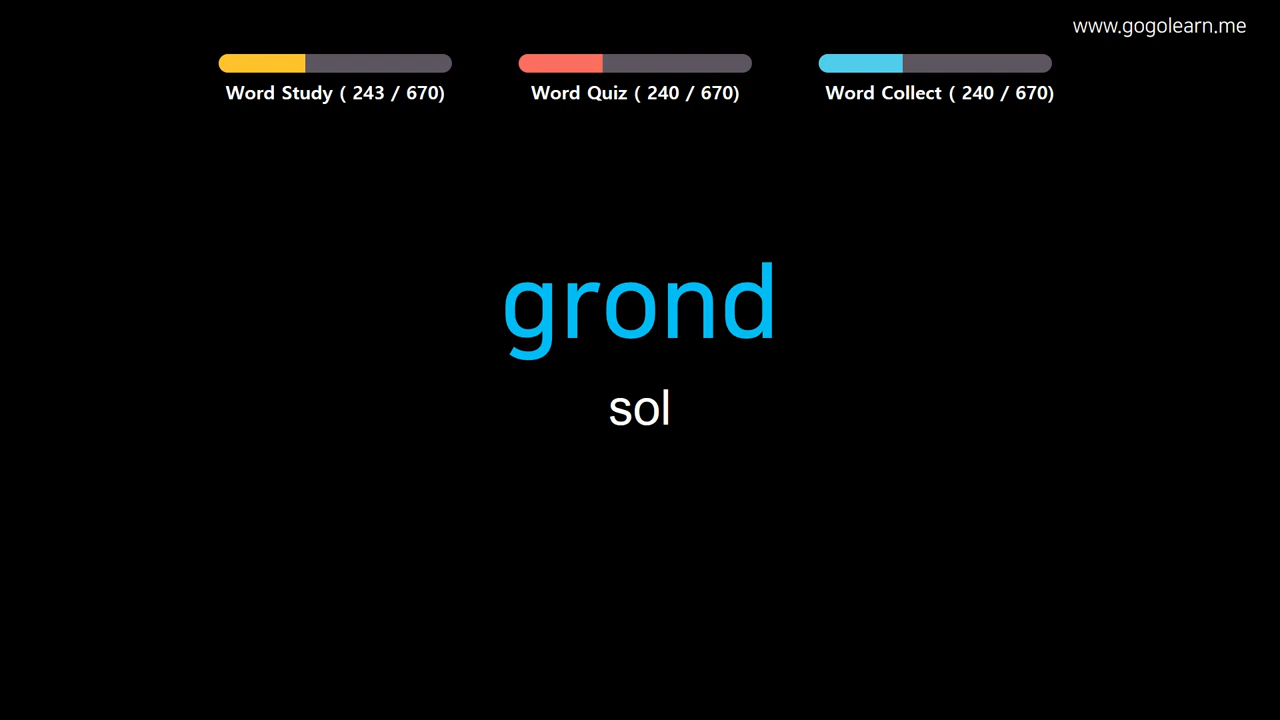 www.gogolearn.me
Word Study ( 243 / 670)
Word Quiz ( 240 / 670)
Word Collect ( 240 / 670)
grond
sol